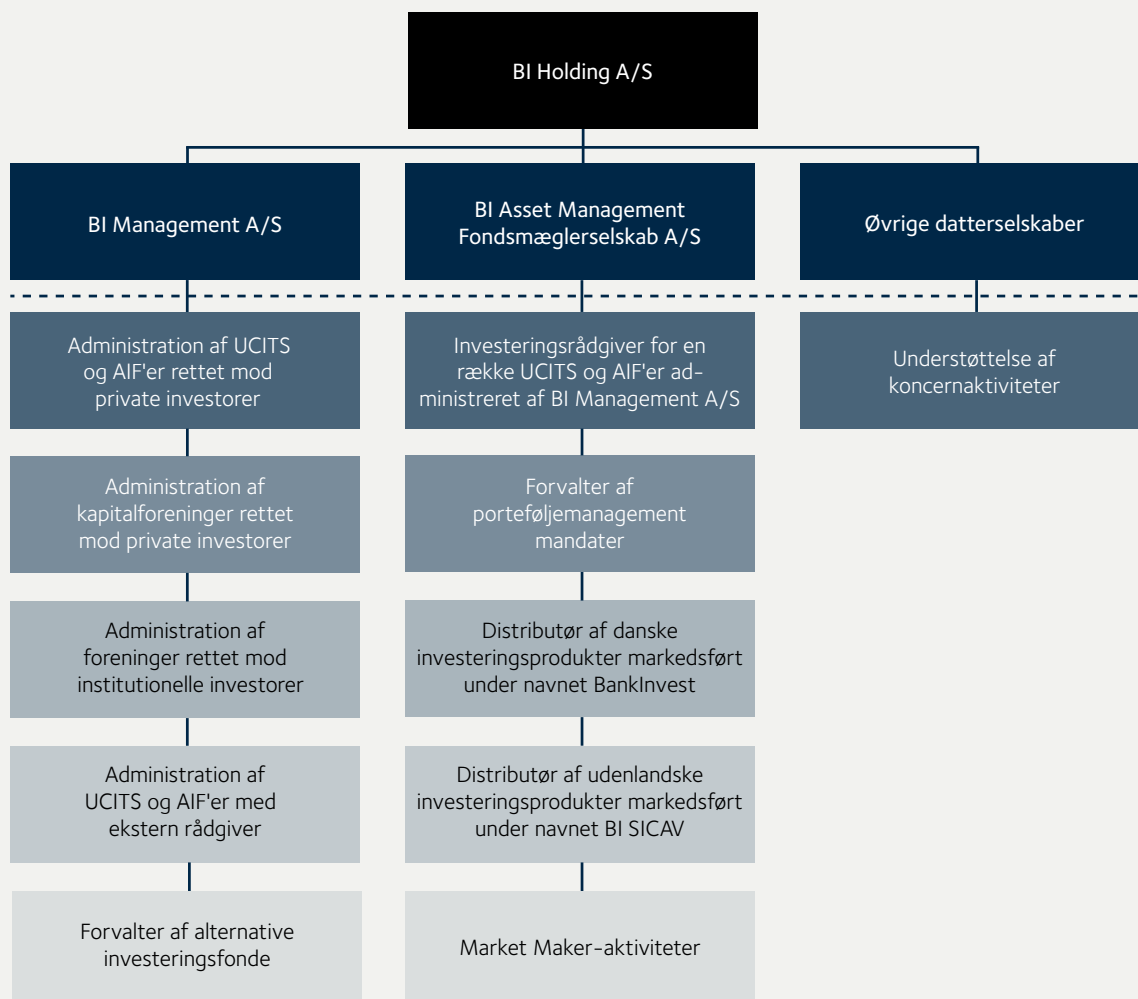 BI Holding A/S
BI Management A/S
BI Asset Management
Fondsmæglerselskab A/S
Øvrige datterselskaber
Administration af UCITS
og AIF'er rettet mod
private investorer
Investeringsrådgiver for en
række UCITS og AIF'er ad-
ministreret af BI Management A/S
Understøttelse af
koncernaktiviteter
Administration af
kapitalforeninger rettet
mod private investorer
Forvalter af
porteføljemanagement
mandater
Administration af
foreninger rettet mod
institutionelle investorer
Distributør af danske
investeringsprodukter markedsført
under navnet BankInvest
Administration af
UCITS og AIF'er med
ekstern rådgiver
Distributør af udenlandske
investeringsprodukter markedsført
under navnet BI SICAV
Forvalter af alternative
investeringsfonde
Market Maker-aktiviteter